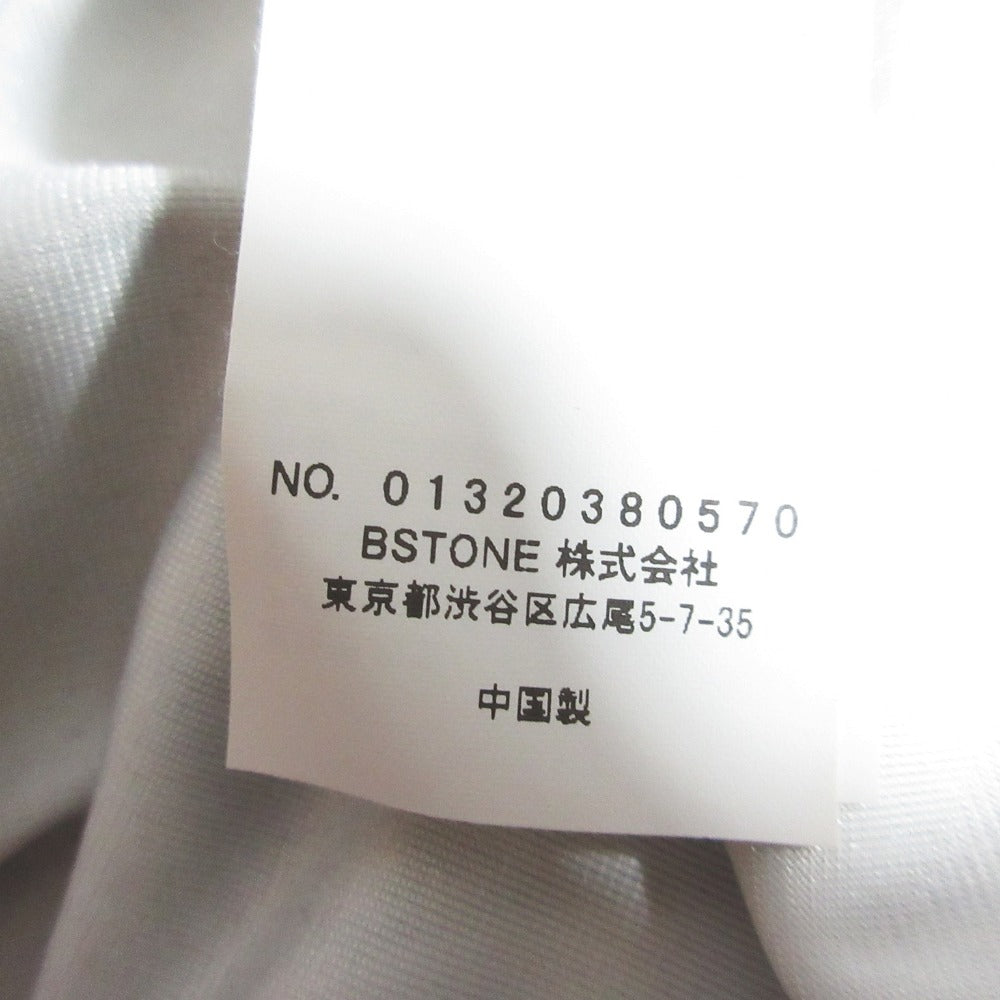 NO. 01320380570
BSTONE 株式会社
東京都渋谷区広尾5-7-35
中国製